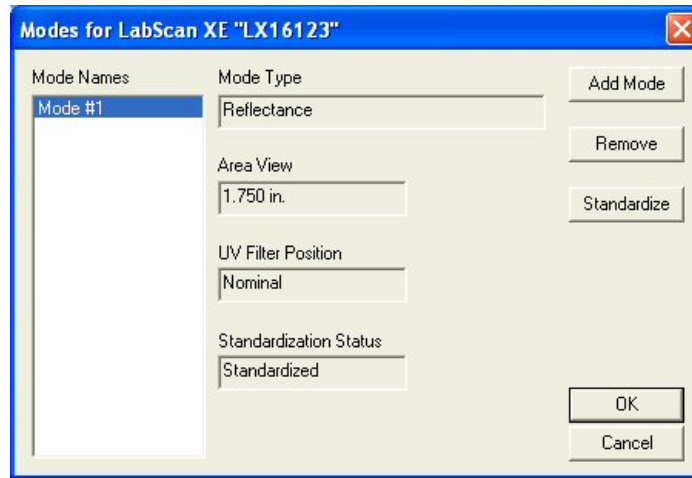 Modes for LabScan XE "LX16123"
Mode Names
Mode #1
Mode Type
Reflectance
Area View
1.750 in.
UV Filter Position
Nominal
Standardization Status
Standardized
Add Mode
Remove
Standardize
OK
Cancel